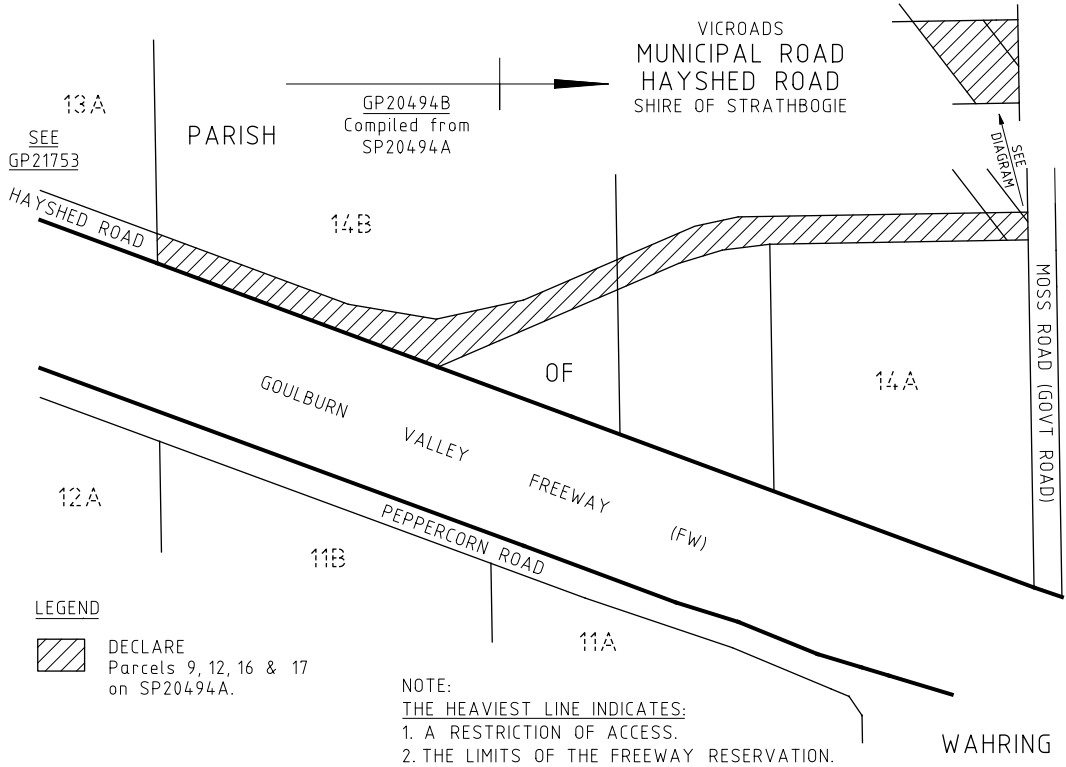 VICROADS
MUNICIPAL ROAD
HAYSHED ROAD
SHIRE OF STRATHBOGIE
GP20494B
Compiled from
SP20494A
13A
PARISH
SEE
GP21753
HAYSHED ROAD
14B
SEE
DIAGRAM
MOSS ROAD (GOVT ROAD)
OF
14A
GOULBURN VALLEY FREEWAY (FW)
12A
PEPPERCORN ROAD
11B
11A
LEGEND
DECLARE
Parcels 9, 12, 16 & 17
on SP20494A.
NOTE:
THE HEAVIEST LINE INDICATES:
1. A RESTRICTION OF ACCESS.
2. THE LIMITS OF THE FREEWAY RESERVATION.
WAHRING